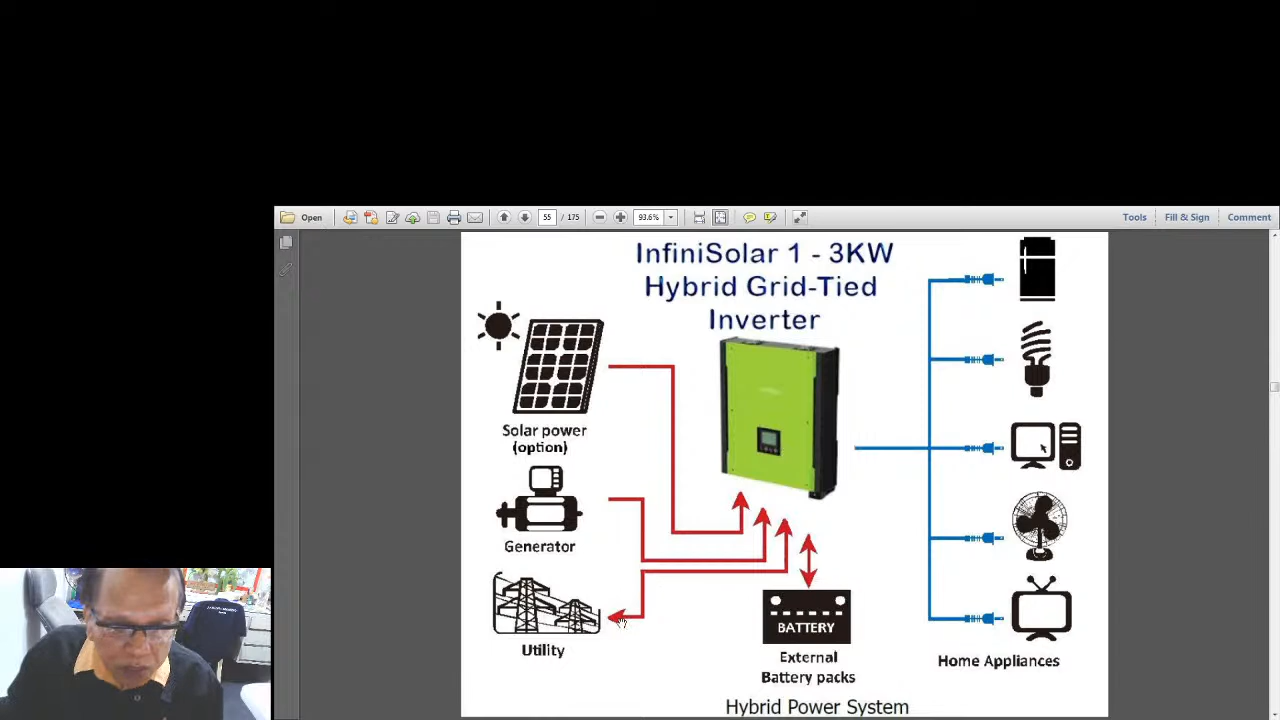 Open
55 / 175
93.6%
Tools
Fill & Sign
Comment
InfiniSolar 1 - 3KW
Hybrid Grid-Tied
Inverter
Solar power
(option)
Generator
Utility
BATTERY
External
Battery packs
Home Appliances
Hybrid Power System